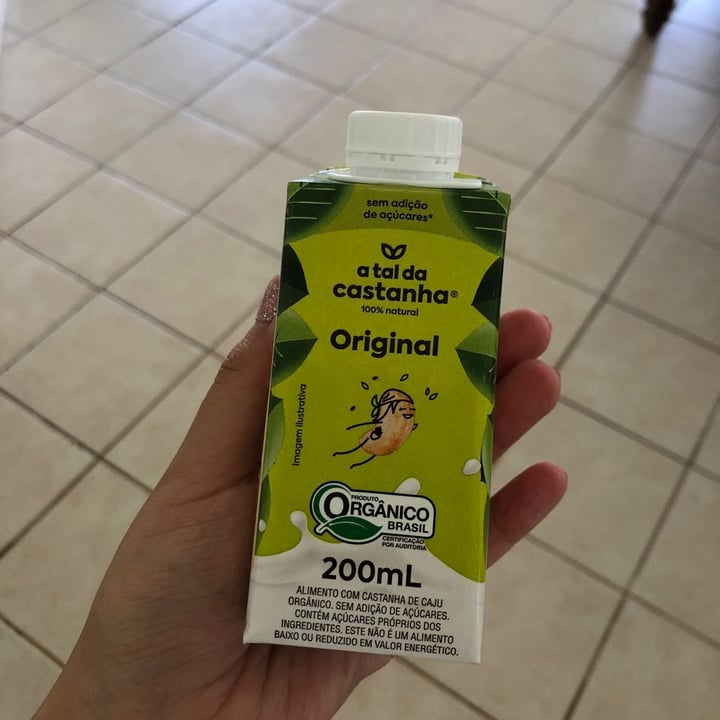 sem adição
de açúcares*
a tal da
castanha®
100% natural
Original
Imagem ilustrativa
PRODUTO
ORGÂNICO
BRASIL
CERTIFICAÇÃO
POR AUDITORIA
200mL
ALIMENTO COM CASTANHA DE CAJU
ORGÂNICO. SEM ADIÇÃO DE AÇÚCARES.
CONTÉM AÇÚCARES PRÓPRIOS DOS
INGREDIENTES. ESTE NÃO É UM ALIMENTO
BAIXO OU REDUZIDO EM VALOR ENERGÉTICO.